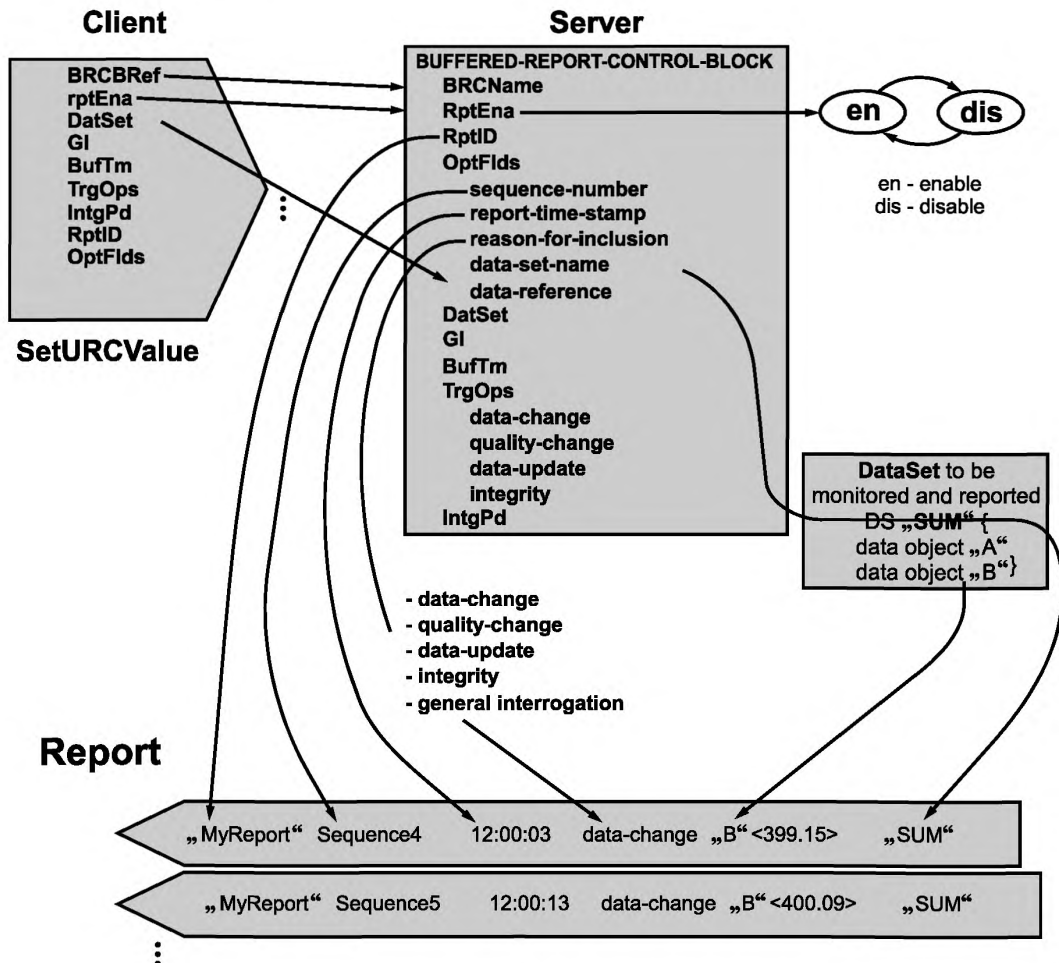 Client
BRCBRef
rptEna
DatSet
GI
BufTm
TrgOps
IntgPd
RptID
OptFlds
SetURCValue
Server
BUFFERED-REPORT-CONTROL-BLOCK
BRCName
RptEna
RptID
OptFlds
sequence-number
report-time-stamp
reason-for-inclusion
data-set-name
data-reference
DatSet
GI
BufTm
TrgOps
data-change
quality-change
data-update
integrity
IntgPd
en
dis
en - enable
dis - disable
DataSet to be
monitored and reported
DS „SUM“ {
data object „A“
data object „B“}
- data-change
- quality-change
- data-update
- integrity
- general interrogation
Report
„MyReport“ Sequence4 12:00:03 data-change „B“ <399.15> „SUM“
„MyReport“ Sequence5 12:00:13 data-change „B“ <400.09> „SUM“